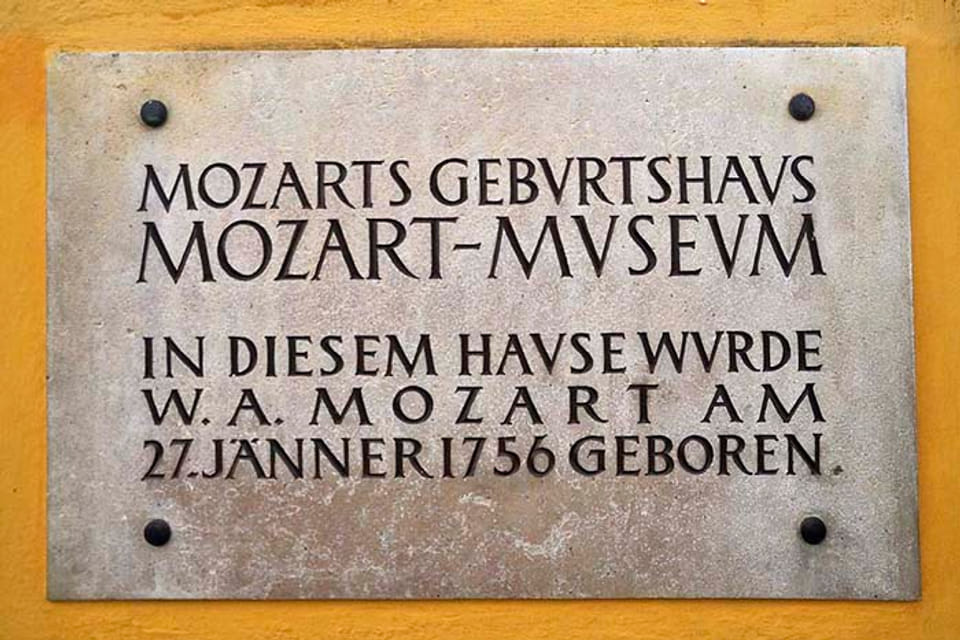 MOZARTS GEBVRTSHAVS
MOZART-MVSEVM
IN DIESEM HAVSE WVRDE
W. A. MOZART AM
27. JÄNNER 1756 GEBOREN